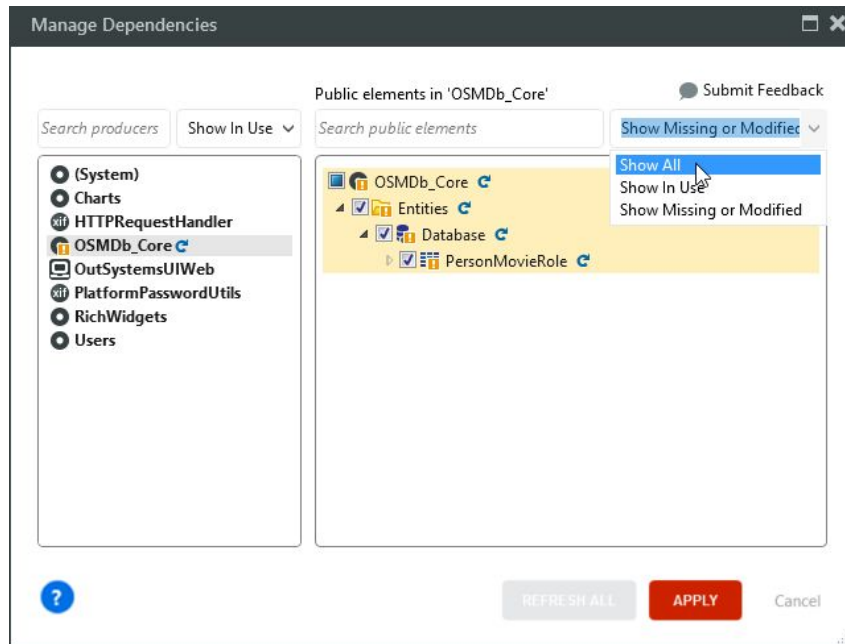 Manage Dependencies
Public elements in 'OSMDb_Core'
Submit Feedback
Search producers
Show In Use
Search public elements
Show Missing or Modified
Show All
Show In Use
Show Missing or Modified
(System)
Charts
xif HTTPRequestHandler
OSMDb_Core
OutSystemsUIWeb
xif PlatformPasswordUtils
RichWidgets
Users
OSMDb_Core
Entities
Database
PersonMovieRole
?
REFRESH ALL
APPLY
Cancel